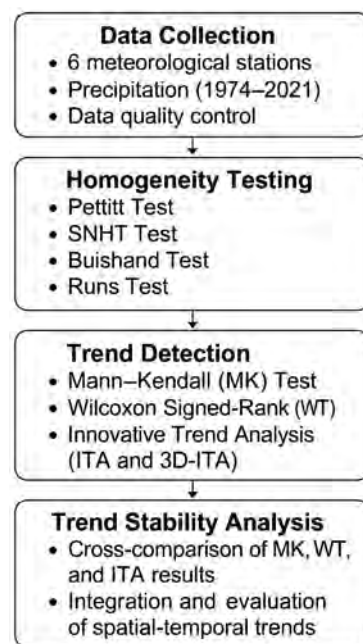 Data Collection
• 6 meteorological stations
• Precipitation (1974–2021)
• Data quality control
Homogeneity Testing
• Pettitt Test
• SNHT Test
• Buishand Test
• Runs Test
Trend Detection
• Mann–Kendall (MK) Test
• Wilcoxon Signed-Rank (WT)
• Innovative Trend Analysis
(ITA and 3D-ITA)
Trend Stability Analysis
• Cross-comparison of MK, WT,
and ITA results
• Integration and evaluation
of spatial-temporal trends